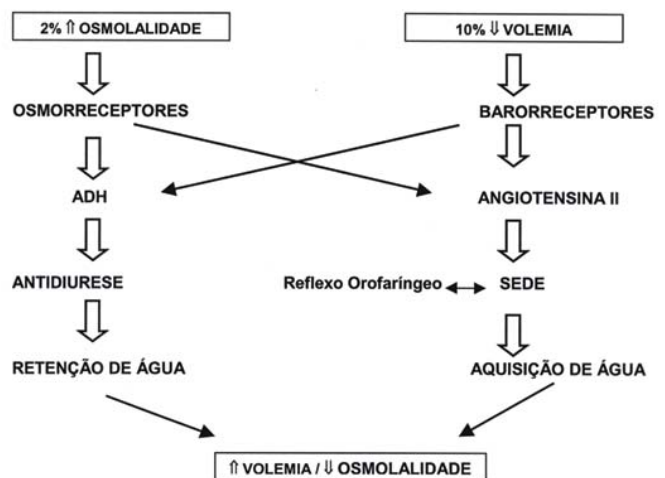 2% ⇑ OSMOLALIDADE
10% ⇓ VOLEMIA
OSMORRECEPTORES
BARORRECEPTORES
ADH
ANGIOTENSINA II
ANTIDIURESE
Reflexo Orofaríngeo
SEDE
RETENÇÃO DE ÁGUA
AQUISIÇÃO DE ÁGUA
⇑ VOLEMIA / ⇓ OSMOLALIDADE